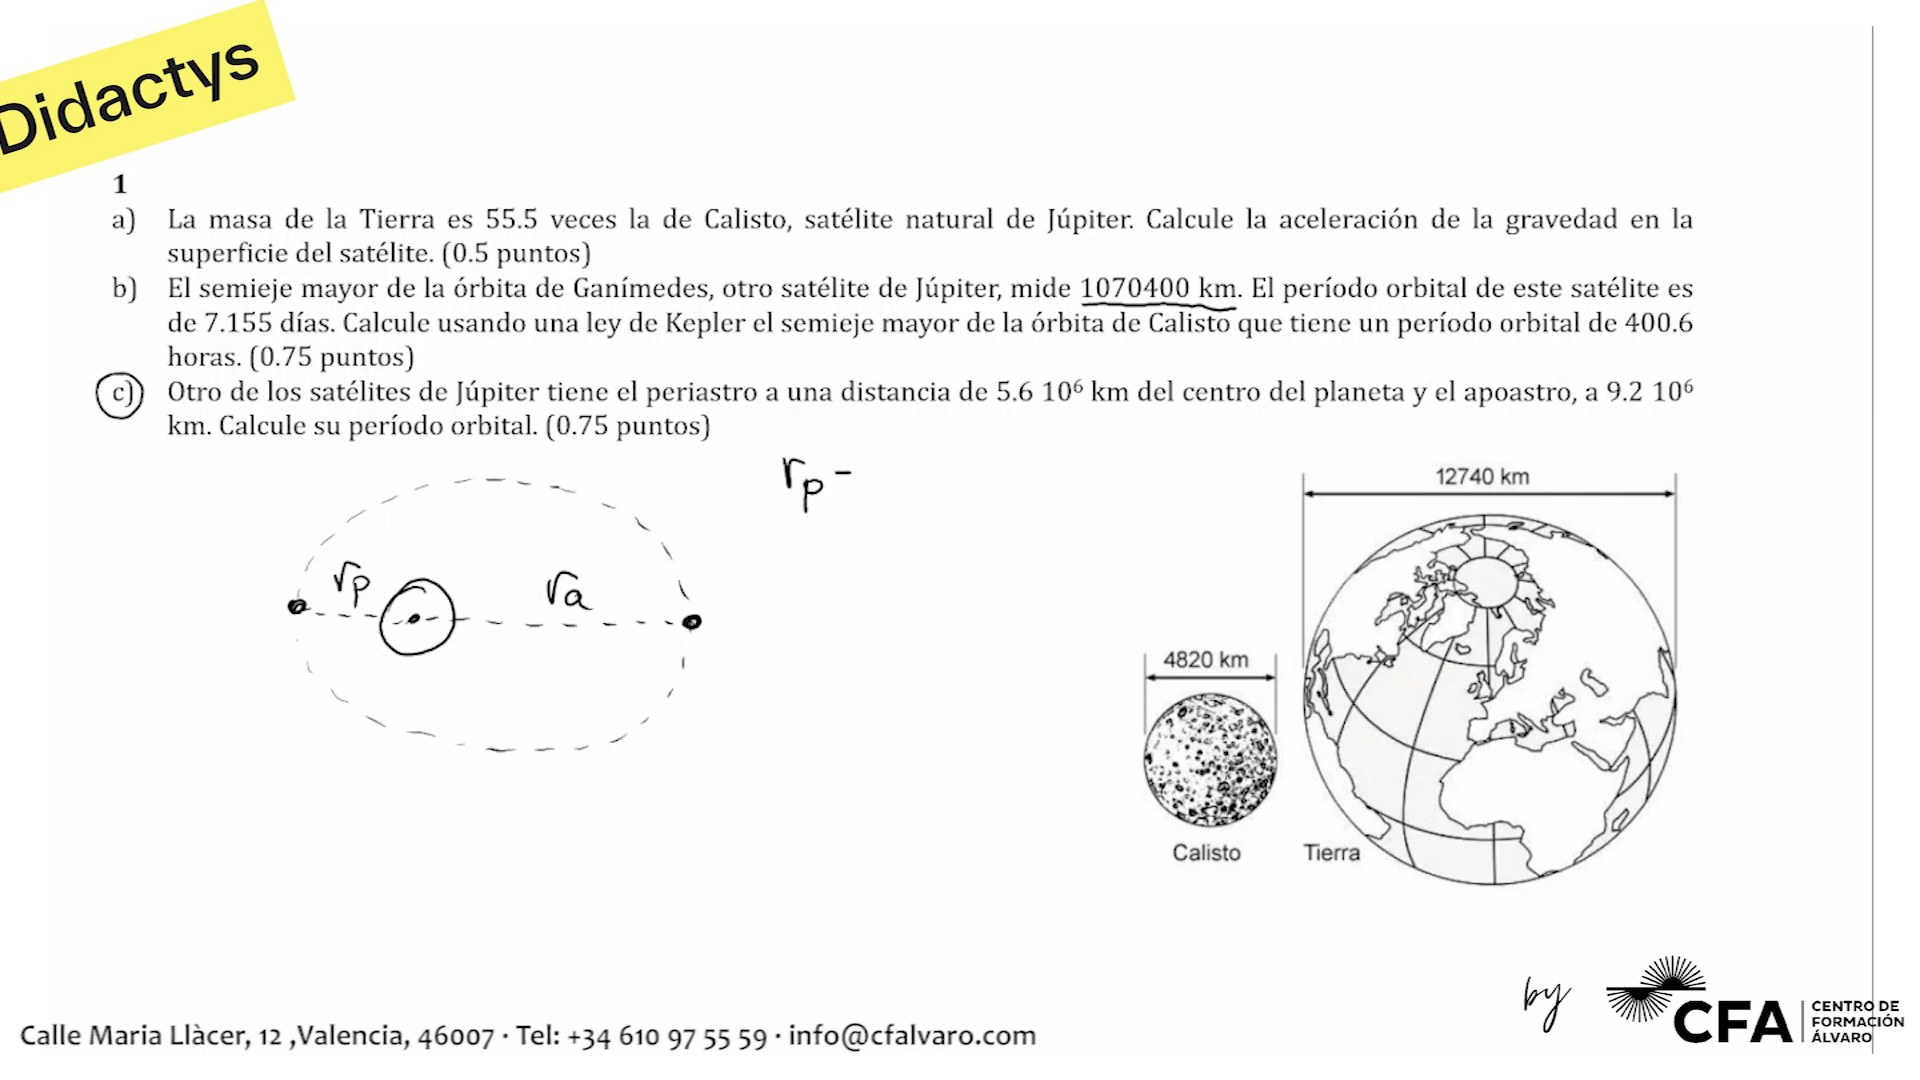 Didactys
1
a) La masa de la Tierra es 55.5 veces la de Calisto, satélite natural de Júpiter. Calcule la aceleración de la gravedad en la
superficie del satélite. (0.5 puntos)
b) El semieje mayor de la órbita de Ganímedes, otro satélite de Júpiter, mide 1070400 km. El período orbital de este satélite es
de 7.155 días. Calcule usando una ley de Kepler el semieje mayor de la órbita de Calisto que tiene un período orbital de 400.6
horas. (0.75 puntos)
c) Otro de los satélites de Júpiter tiene el periastro a una distancia de 5.6 10⁶ km del centro del planeta y el apoastro, a 9.2 10⁶
km. Calcule su período orbital. (0.75 puntos)
rp -
rp
ra
12740 km
4820 km
Calisto
Tierra
by
CFA
CENTRO DE
FORMACIÓN
ÁLVARO
Calle Maria Llàcer, 12 ,Valencia, 46007 · Tel: +34 610 97 55 59 · info@cfalvaro.com